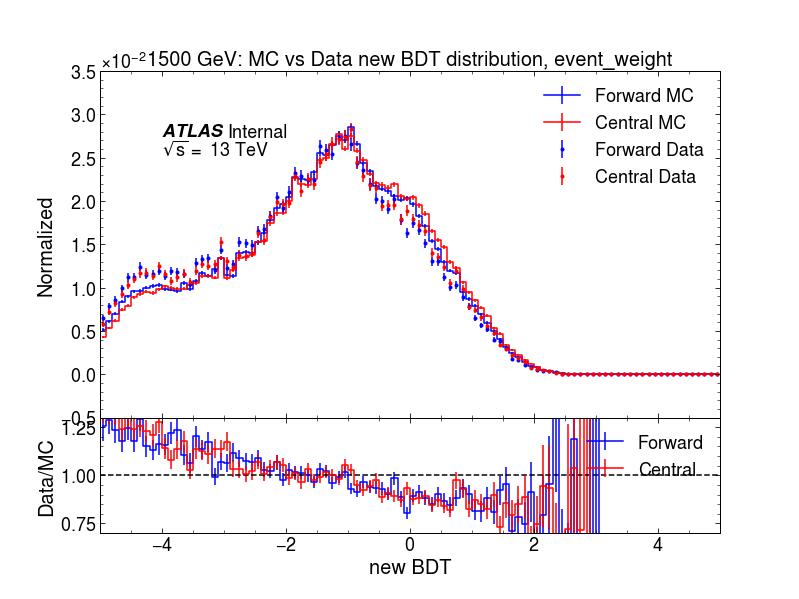 ×10⁻²1500 GeV: MC vs Data new BDT distribution, event_weight
3.5
3.0
2.5
2.0
1.5
1.0
0.5
0.0
Normalized
ATLAS Internal
√s = 13 TeV
Forward MC
Central MC
Forward Data
Central Data
1.25
1.00
0.75
Data/MC
Forward
Central
−4 −2 0 2 4
new BDT